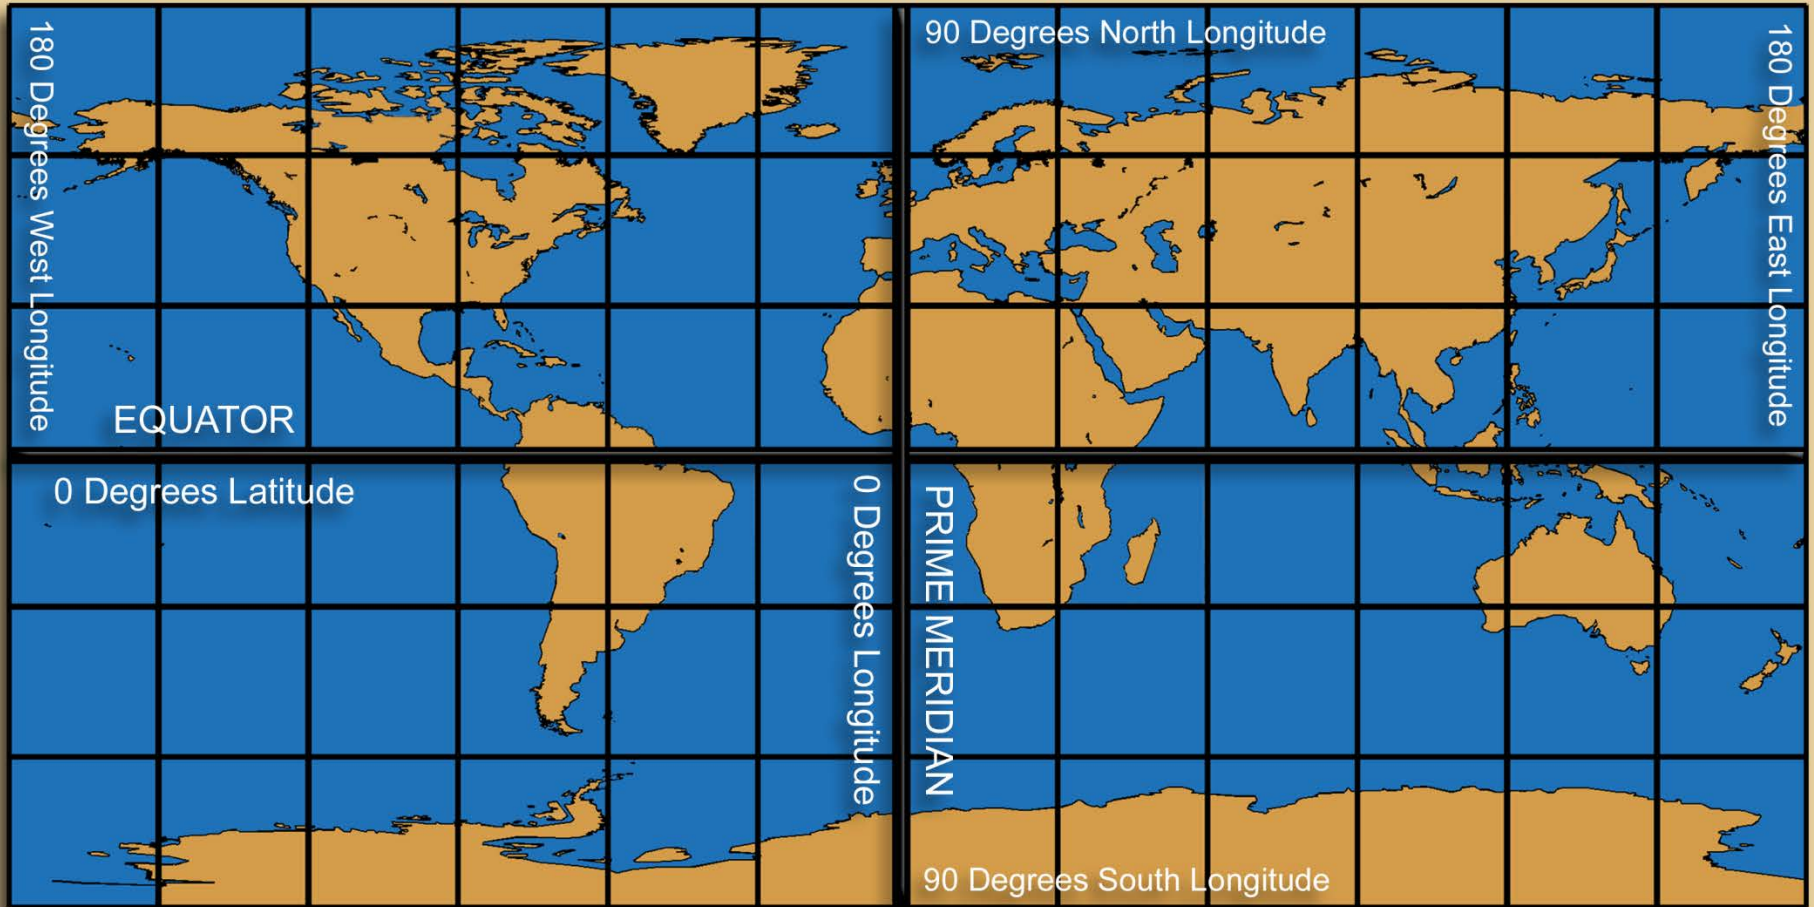 180 Degrees West Longitude
90 Degrees North Longitude
180 Degrees East Longitude
EQUATOR
0 Degrees Latitude
0 Degrees Longitude
PRIME MERIDIAN
90 Degrees South Longitude